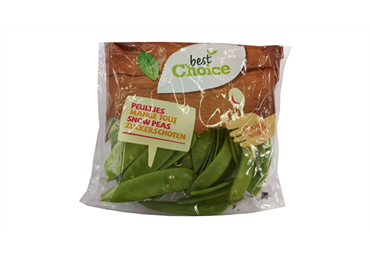 best
Choice
PEULTJES
MANGE TOUT
SNOW PEAS
ZUCKERSCHOTEN